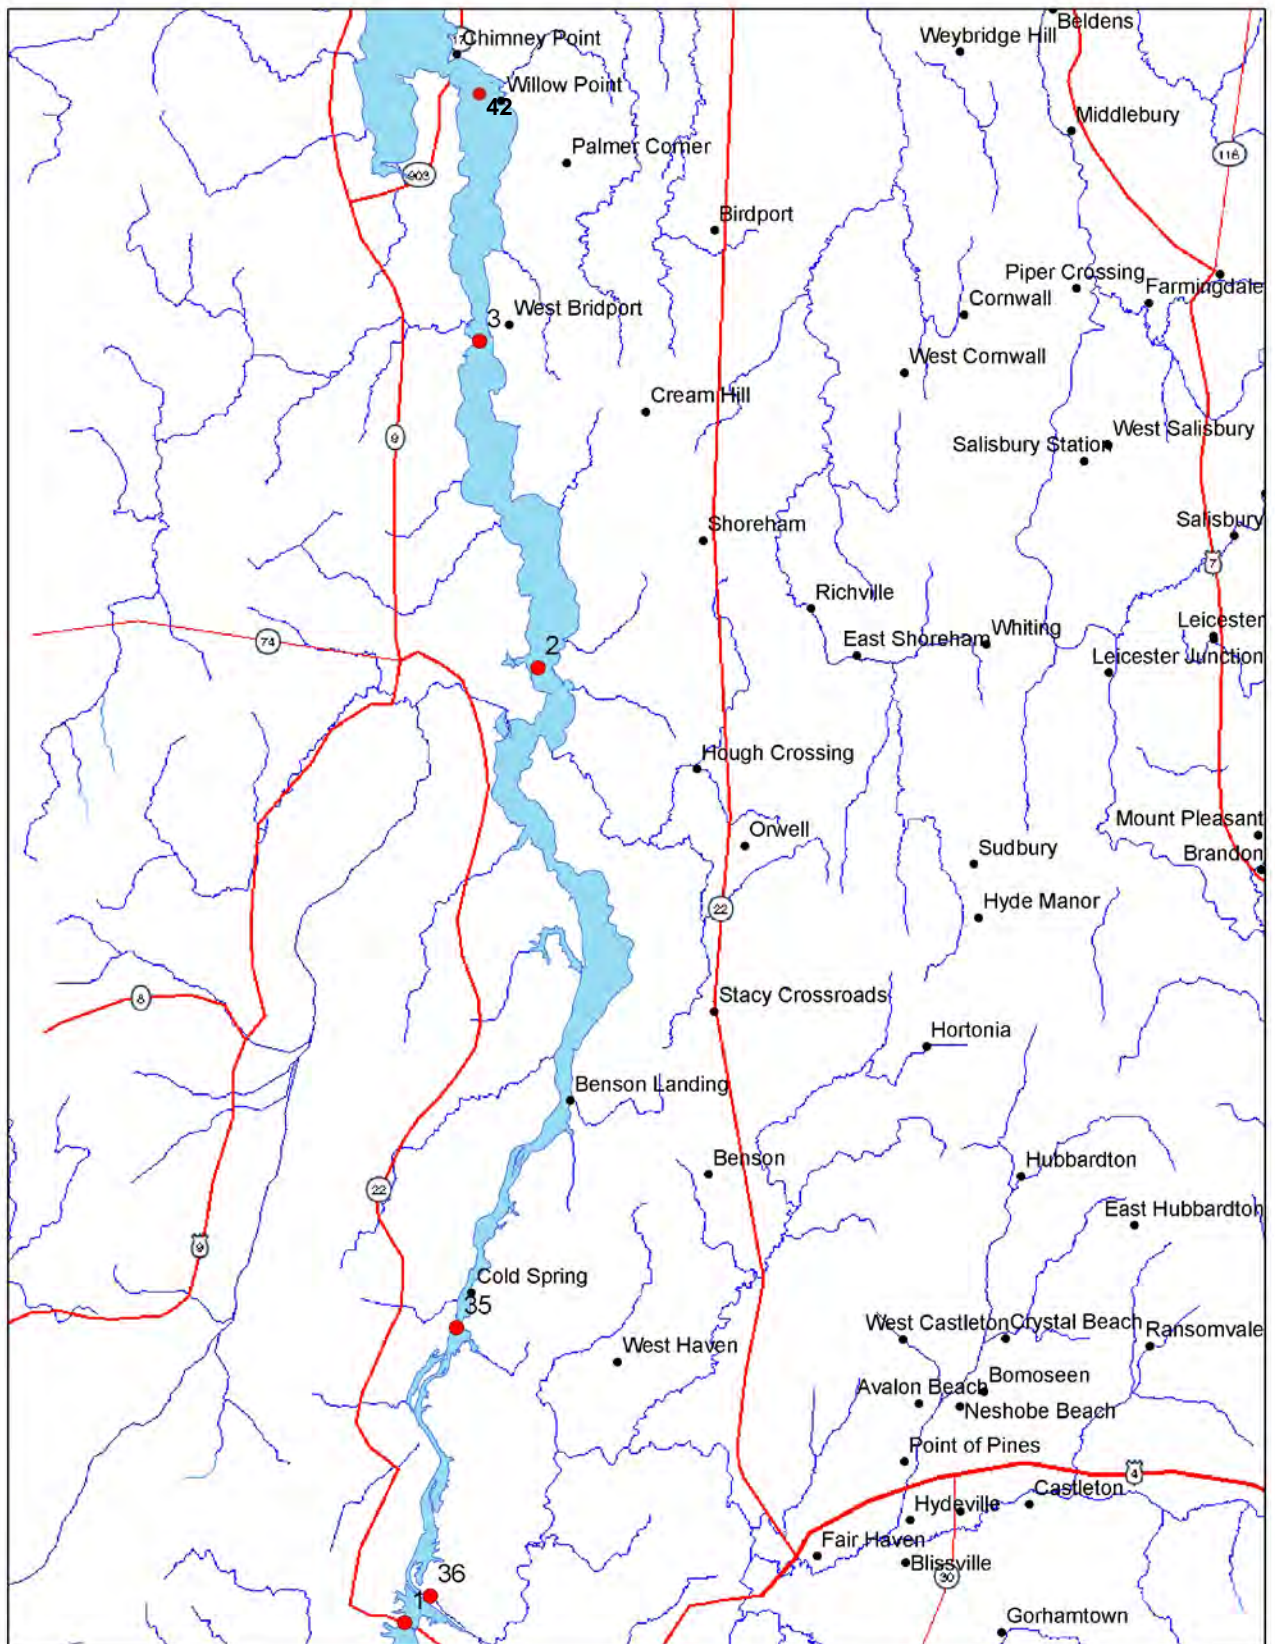 Beldens
Weybridge Hill
17
Chimney Point
Willow Point
42
Middlebury
Palmer Corner
116
903
Birdport
Piper Crossing
Farmingdale
Cornwall
3
West Bridport
West Cornwall
Cream Hill
9
West Salisbury
Salisbury Station
Shoreham
Salisbury
7
Richville
Leicester
Whiting
East Shoreham
74
2
Leicester Junction
Hough Crossing
Mount Pleasant
Orwell
Sudbury
Brandon
Hyde Manor
22
8
Stacy Crossroads
Hortonia
Benson Landing
Benson
Hubbardton
22
East Hubbardton
9
Cold Spring
35
West Castleton
Crystal Beach
Ransomvale
West Haven
Bomoseen
Avalon Beach
Neshobe Beach
Point of Pines
4
Castleton
Hydeville
Fair Haven
Blissville
36
30
1
Gorhamtown